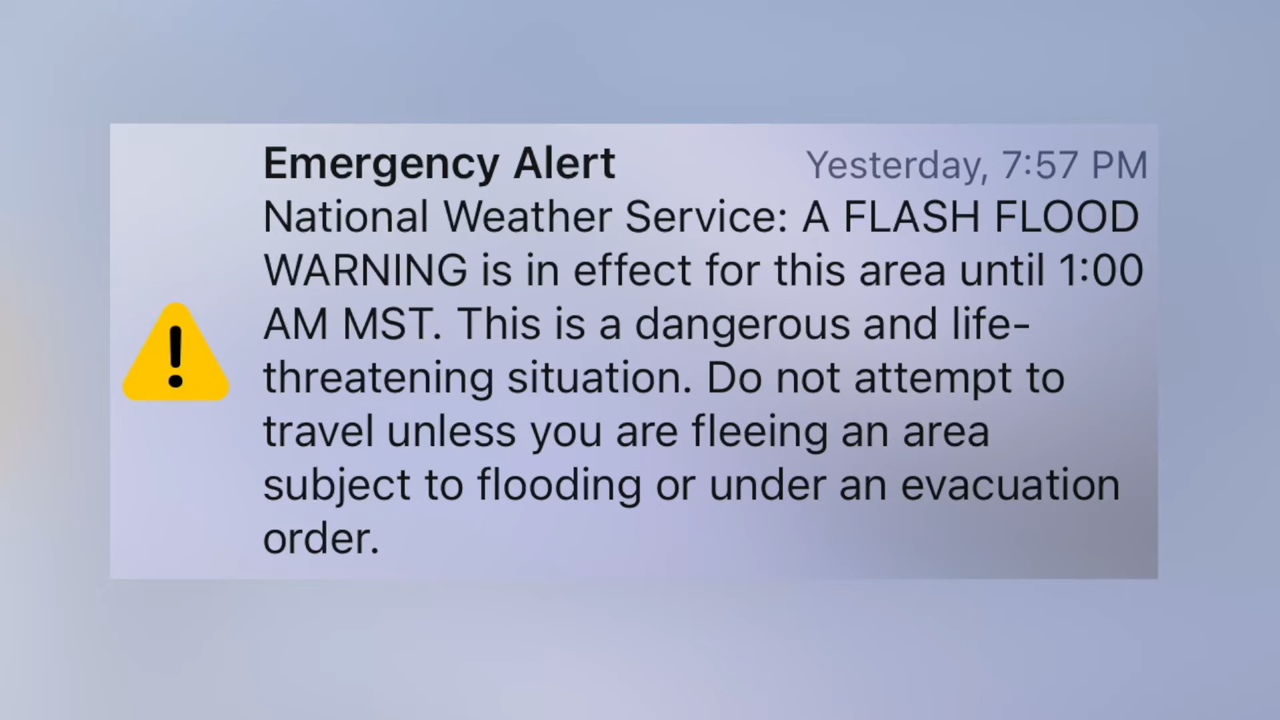 Emergency Alert Yesterday, 7:57 PM
National Weather Service: A FLASH FLOOD
WARNING is in effect for this area until 1:00
AM MST. This is a dangerous and life-
threatening situation. Do not attempt to
travel unless you are fleeing an area
subject to flooding or under an evacuation
order.